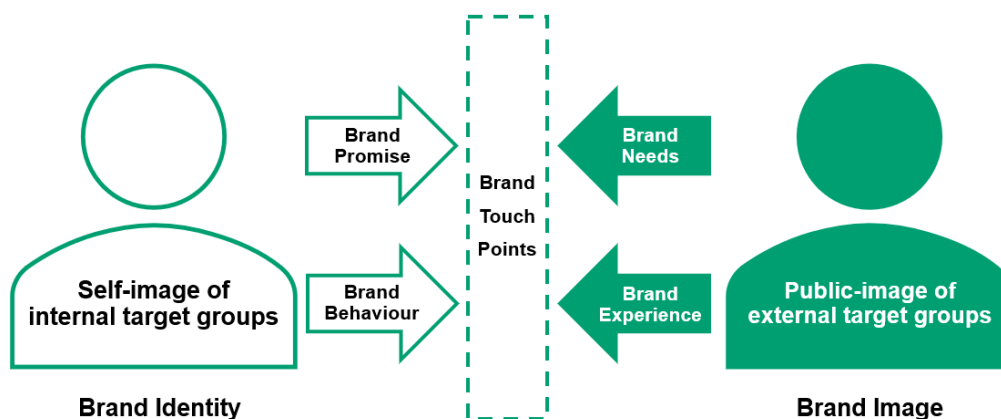 Self-image of
internal target groups
Brand Identity
Brand
Promise
Brand
Behaviour
Brand
Touch
Points
Brand
Needs
Brand
Experience
Public-image of
external target groups
Brand Image